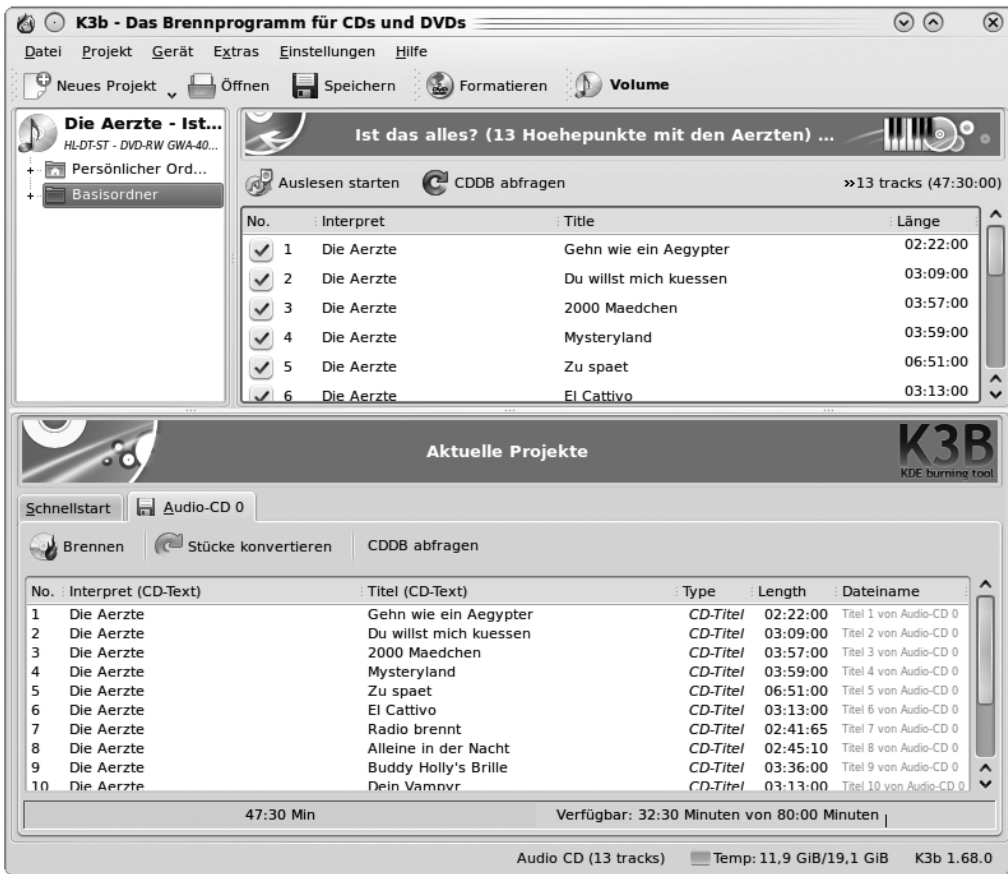 K3b - Das Brennprogramm für CDs und DVDs
Datei Projekt Gerät Extras Einstellungen Hilfe
Neues Projekt Öffnen Speichern Formatieren Volume
Die Aerzte - Ist...
HL-DT-ST - DVD-RW GWA-40...
Persönlicher Ord...
Basisordner
Ist das alles? (13 Hoehepunkte mit den Aerzten) ...
Auslesen starten CDDB abfragen »13 tracks (47:30:00)
No. Interpret Title Länge
1 Die Aerzte Gehn wie ein Aegypter 02:22:00
2 Die Aerzte Du willst mich kuessen 03:09:00
3 Die Aerzte 2000 Maedchen 03:57:00
4 Die Aerzte Mysteryland 03:59:00
5 Die Aerzte Zu spaet 06:51:00
6 Die Aerzte El Cattivo 03:13:00
Aktuelle Projekte
K3B
KDE burning tool
Schnellstart Audio-CD 0
Brennen Stücke konvertieren CDDB abfragen
No. Interpret (CD-Text) Titel (CD-Text) Type Length Dateiname
1 Die Aerzte Gehn wie ein Aegypter CD-Titel 02:22:00 Titel 1 von Audio-CD 0
2 Die Aerzte Du willst mich kuessen CD-Titel 03:09:00 Titel 2 von Audio-CD 0
3 Die Aerzte 2000 Maedchen CD-Titel 03:57:00 Titel 3 von Audio-CD 0
4 Die Aerzte Mysteryland CD-Titel 03:59:00 Titel 4 von Audio-CD 0
5 Die Aerzte Zu spaet CD-Titel 06:51:00 Titel 5 von Audio-CD 0
6 Die Aerzte El Cattivo CD-Titel 03:13:00 Titel 6 von Audio-CD 0
7 Die Aerzte Radio brennt CD-Titel 02:41:65 Titel 7 von Audio-CD 0
8 Die Aerzte Alleine in der Nacht CD-Titel 02:45:10 Titel 8 von Audio-CD 0
9 Die Aerzte Buddy Holly's Brille CD-Titel 03:36:00 Titel 9 von Audio-CD 0
10 Die Aerzte Dein Vampyr CD-Titel 03:13:00 Titel 10 von Audio-CD 0
47:30 Min Verfügbar: 32:30 Minuten von 80:00 Minuten
Audio CD (13 tracks) Temp: 11,9 GiB/19,1 GiB K3b 1.68.0